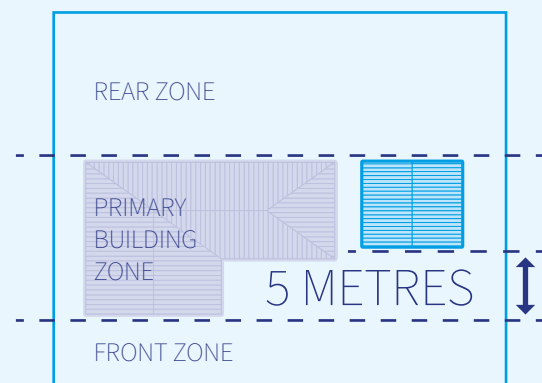 REAR ZONE
PRIMARY
BUILDING
ZONE
5 METRES
FRONT ZONE